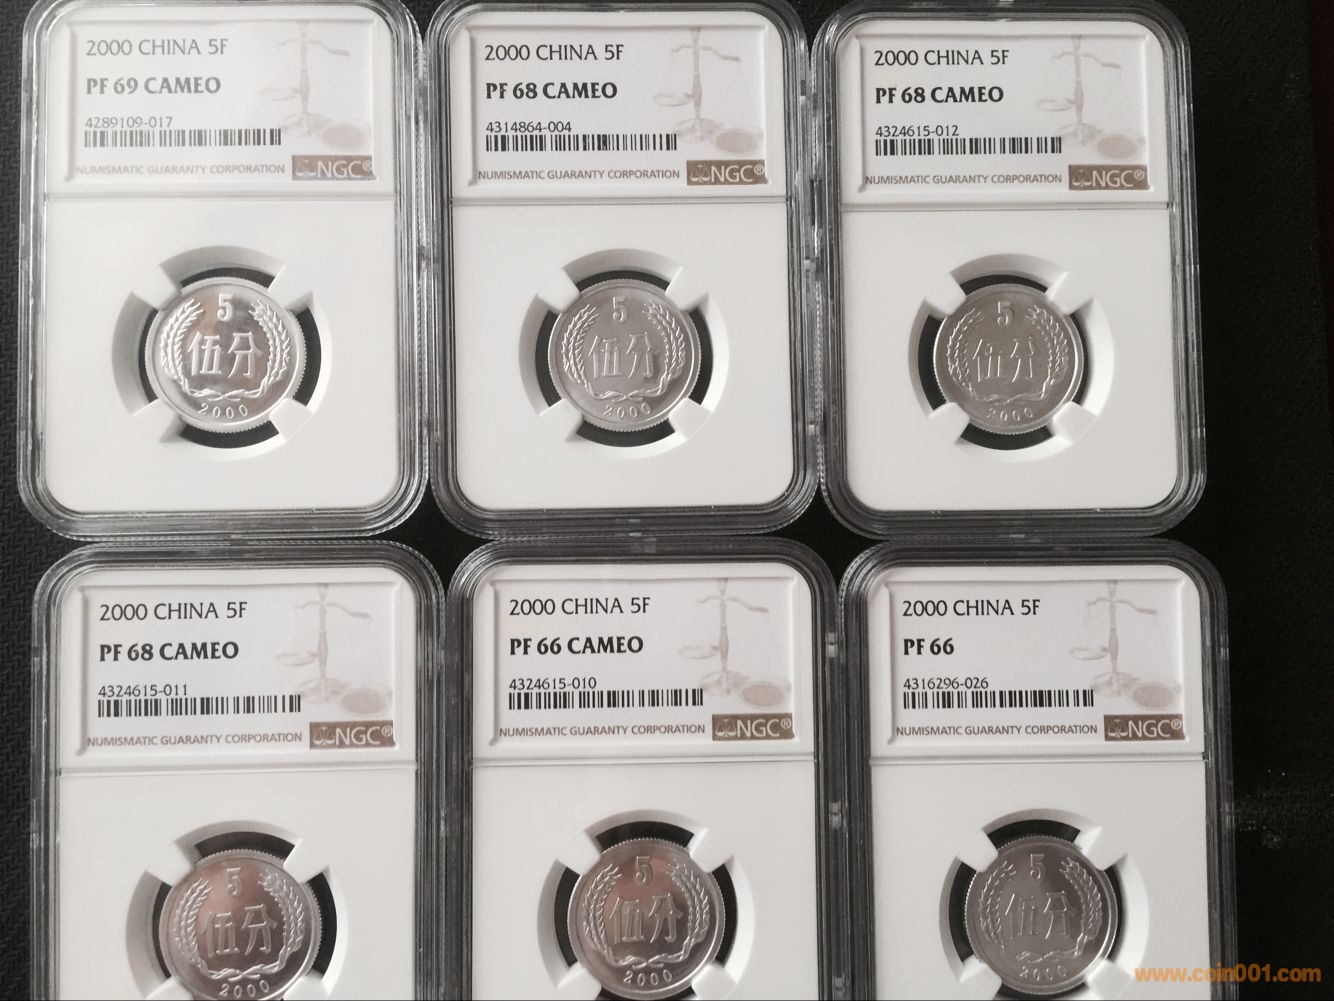 2000 CHINA 5F
PF 69 CAMEO
4289109-017
NUMISMATIC GUARANTY CORPORATION
NGC®
5
伍分
2000
2000 CHINA 5F
PF 68 CAMEO
4314864-004
NUMISMATIC GUARANTY CORPORATION
NGC®
5
伍分
2000
2000 CHINA 5F
PF 68 CAMEO
4324615-012
NUMISMATIC GUARANTY CORPORATION
NGC®
5
伍分
2000
2000 CHINA 5F
PF 68 CAMEO
4324615-011
NUMISMATIC GUARANTY CORPORATION
NGC®
5
伍分
2000
2000 CHINA 5F
PF 66 CAMEO
4324615-010
NUMISMATIC GUARANTY CORPORATION
NGC®
5
伍分
2000
2000 CHINA 5F
PF 66
4316296-026
NUMISMATIC GUARANTY CORPORATION
NGC®
5
伍分
2000
www.coin001.com